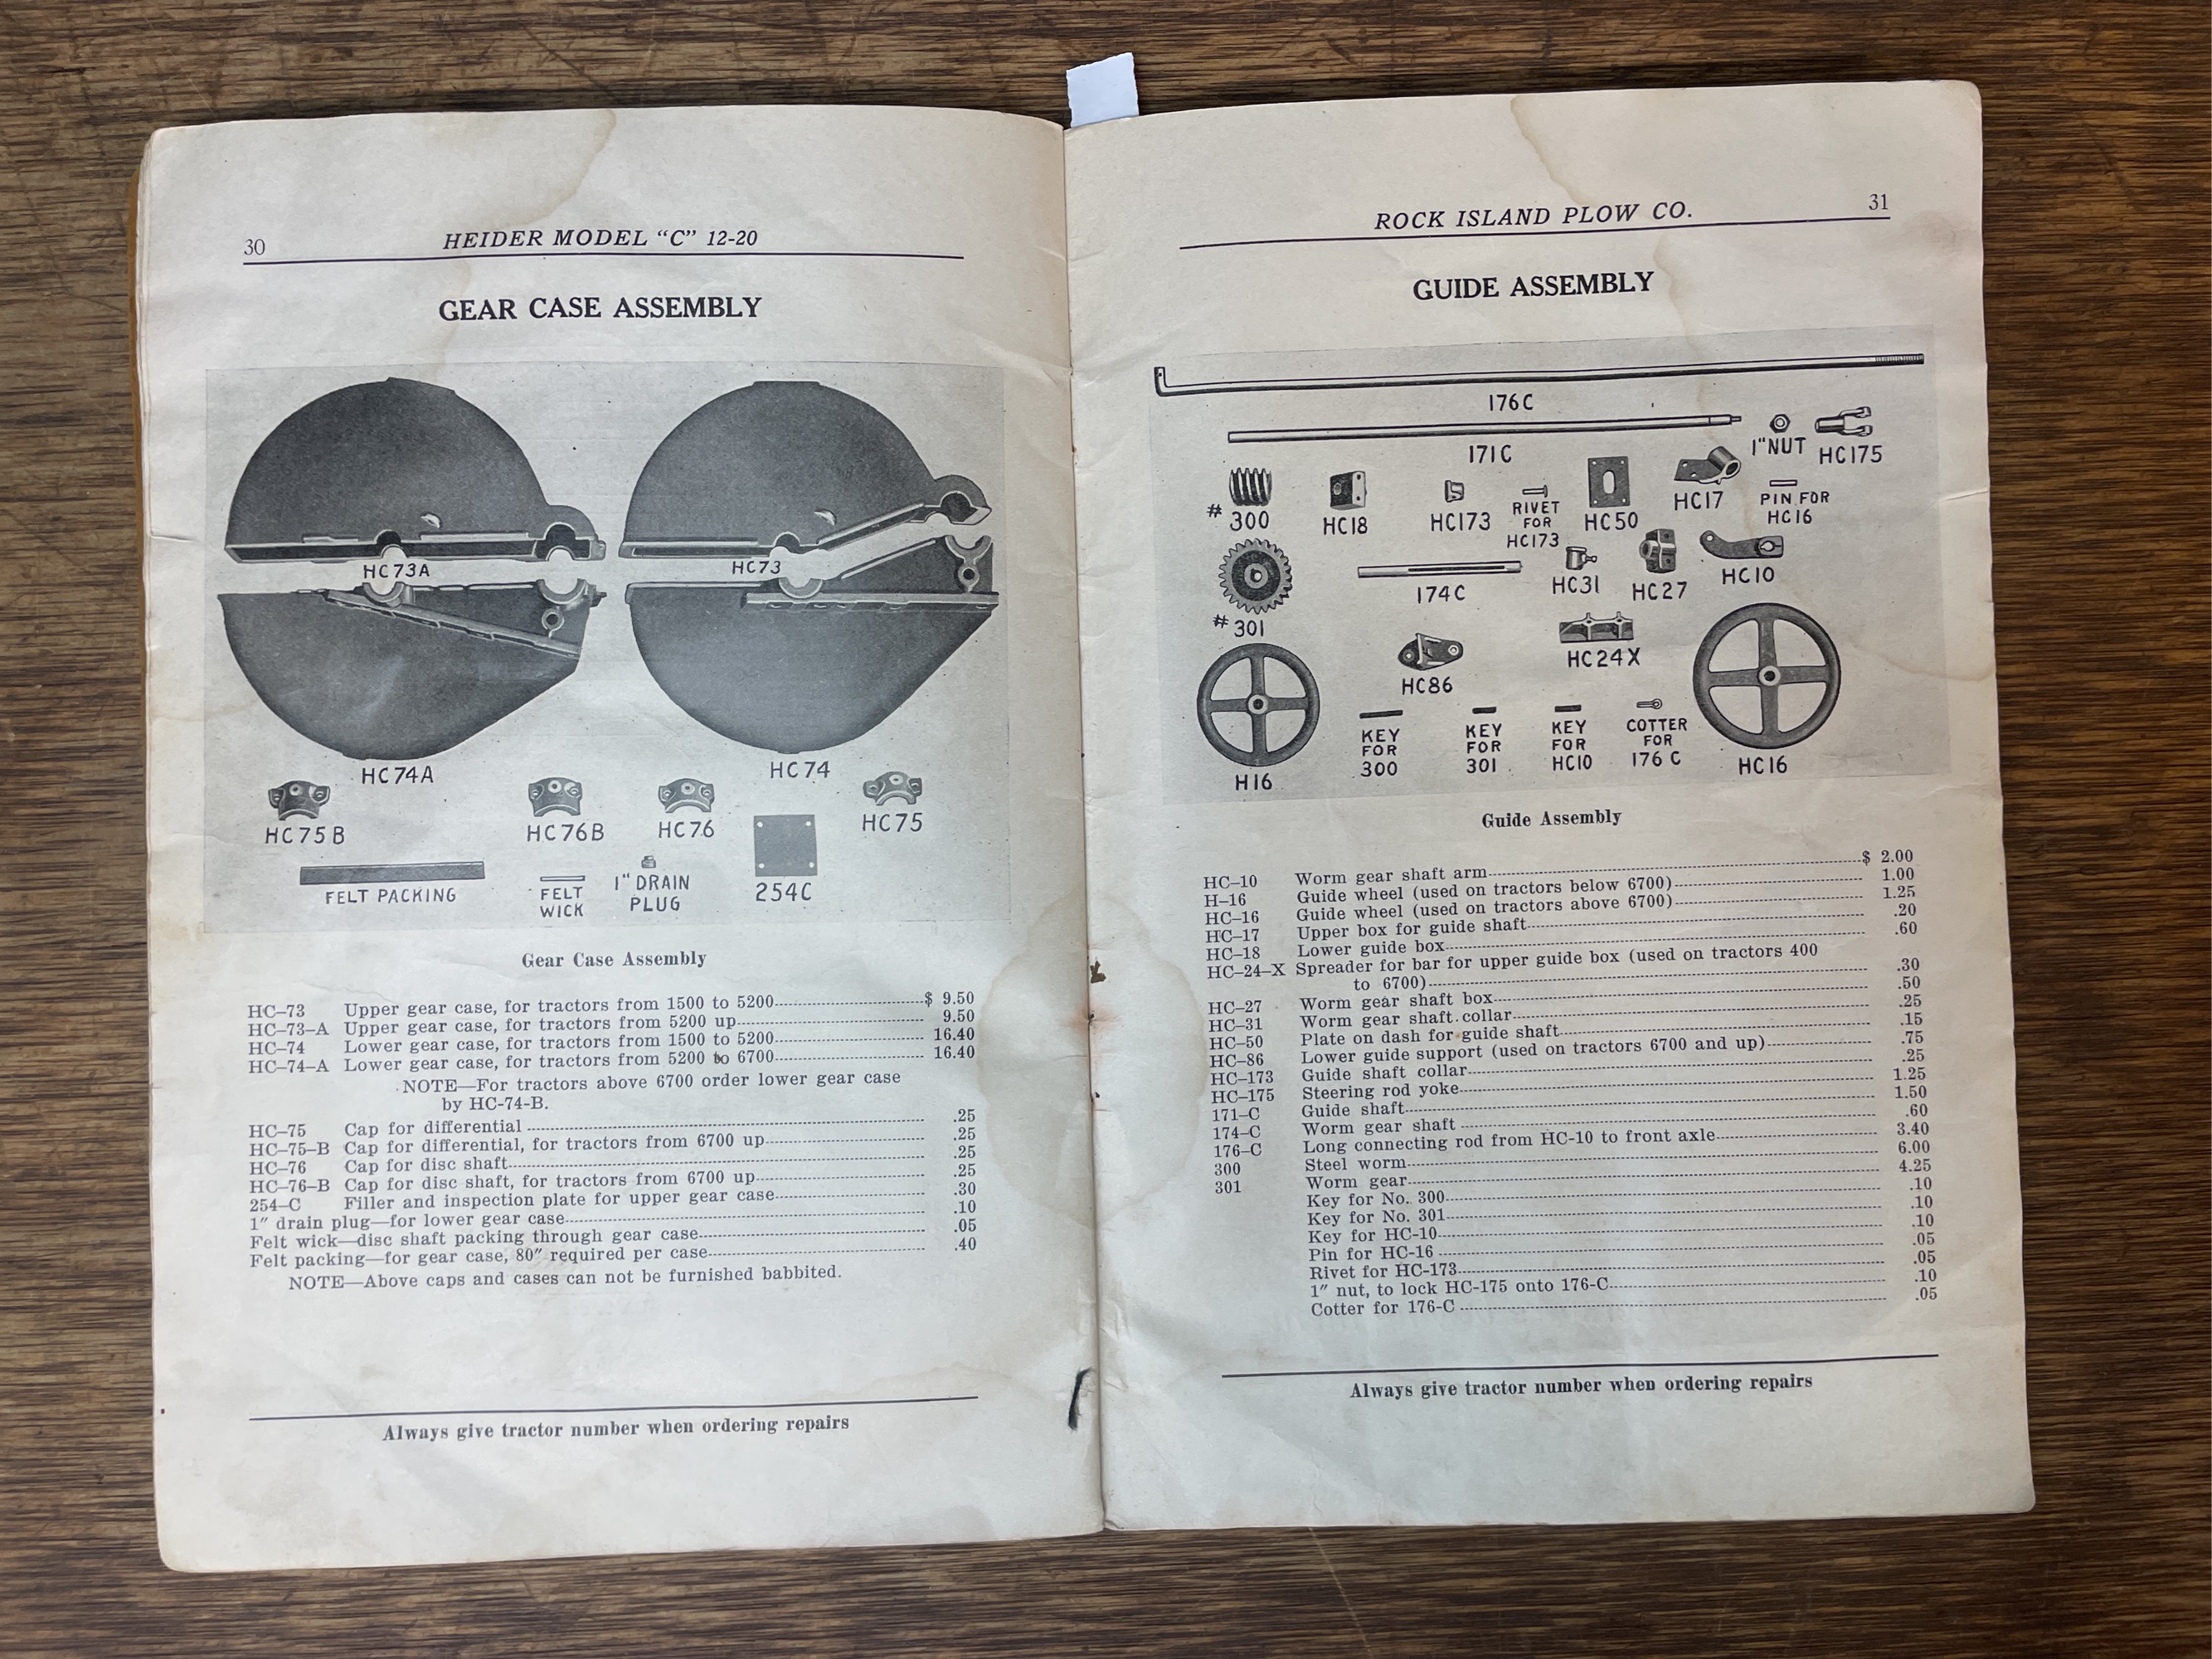 30
HEIDER MODEL “C” 12-20
GEAR CASE ASSEMBLY
HC73A
HC73
HC74A
HC74
HC75B
HC76B
HC76
HC75
FELT PACKING
FELT
WICK
1" DRAIN
PLUG
254C
Gear Case Assembly
HC–73 Upper gear case, for tractors from 1500 to 5200 $ 9.50
HC–73–A Upper gear case, for tractors from 5200 up 9.50
HC–74 Lower gear case, for tractors from 1500 to 5200 16.40
HC–74–A Lower gear case, for tractors from 5200 to 6700 16.40
NOTE—For tractors above 6700 order lower gear case
by HC-74-B.
HC–75 Cap for differential .25
HC–75–B Cap for differential, for tractors from 6700 up .25
HC–76 Cap for disc shaft .25
HC–76–B Cap for disc shaft, for tractors from 6700 up .25
254–C Filler and inspection plate for upper gear case .30
1″ drain plug—for lower gear case .10
Felt wick—disc shaft packing through gear case .05
Felt packing—for gear case, 80″ required per case .40
NOTE—Above caps and cases can not be furnished babbited.
Always give tractor number when ordering repairs
ROCK ISLAND PLOW CO.
31
GUIDE ASSEMBLY
176C
171C
1"NUT
HC175
# 300
HC18
HC173
RIVET
FOR
HC173
HC50
HC17
PIN FOR
HC16
# 301
174C
HC31
HC27
HC10
HC86
HC24X
H16
KEY
FOR
300
KEY
FOR
301
KEY
FOR
HC10
COTTER
FOR
176 C
HC16
Guide Assembly
HC–10 Worm gear shaft arm $ 2.00
H–16 Guide wheel (used on tractors below 6700) 1.00
HC–16 Guide wheel (used on tractors above 6700) 1.25
HC–17 Upper box for guide shaft .20
HC–18 Lower guide box .60
HC–24–X Spreader for bar for upper guide box (used on tractors 400
to 6700) .30
HC–27 Worm gear shaft box .50
HC–31 Worm gear shaft collar .25
HC–50 Plate on dash for guide shaft .15
HC–86 Lower guide support (used on tractors 6700 and up) .75
HC–173 Guide shaft collar .25
HC–175 Steering rod yoke 1.25
171–C Guide shaft 1.50
174–C Worm gear shaft .60
176–C Long connecting rod from HC-10 to front axle 3.40
300 Steel worm 6.00
301 Worm gear 4.25
Key for No. 300 .10
Key for No. 301 .10
Key for HC-10 .10
Pin for HC-16 .05
Rivet for HC-173 .05
1″ nut, to lock HC-175 onto 176-C .10
Cotter for 176-C .05
Always give tractor number when ordering repairs